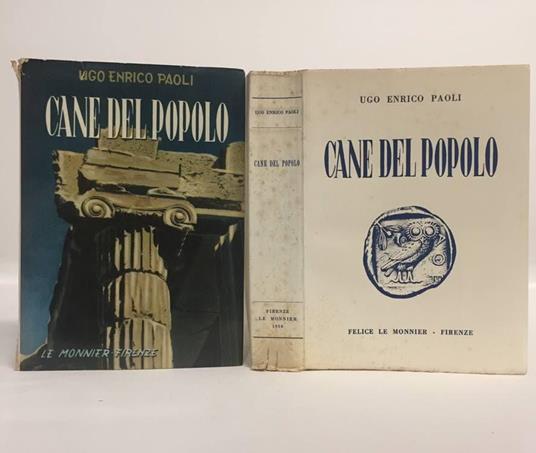 UGO ENRICO PAOLI
CANE DEL POPOLO
LE MONNIER - FIRENZE
UGO ENRICO PAOLI
CANE DEL POPOLO
FIRENZE
LE MONNIER
1958
UGO ENRICO PAOLI
CANE DEL POPOLO
FELICE LE MONNIER - FIRENZE